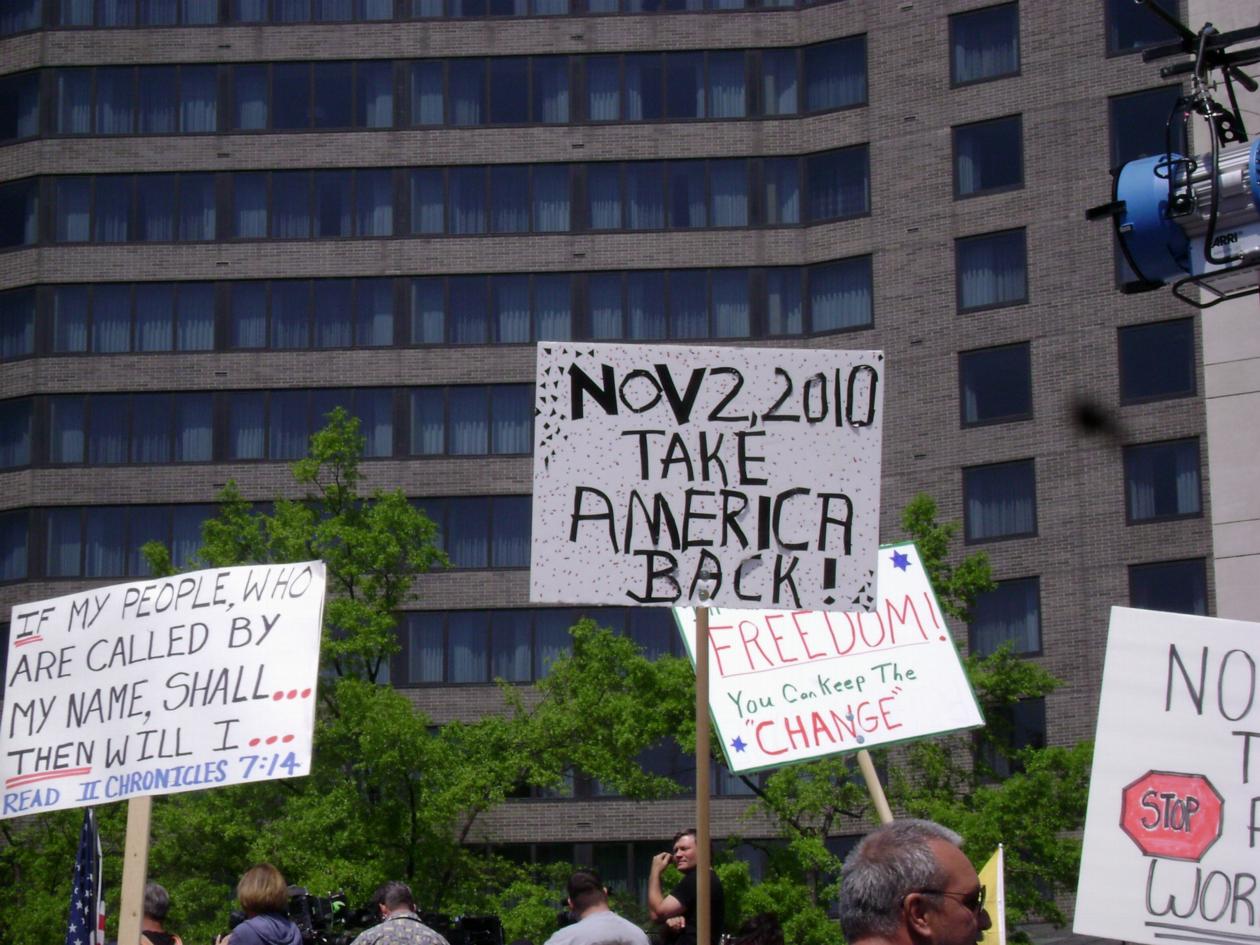 IF MY PEOPLE, WHO
ARE CALLED BY
MY NAME, SHALL...
THEN WILL I...
READ II CHRONICLES 7:14
NOV 2, 2010
TAKE
AMERICA
BACK!
FREEDOM!
You Can Keep The
"CHANGE"
NO
T
STOP
WOR
ARRI